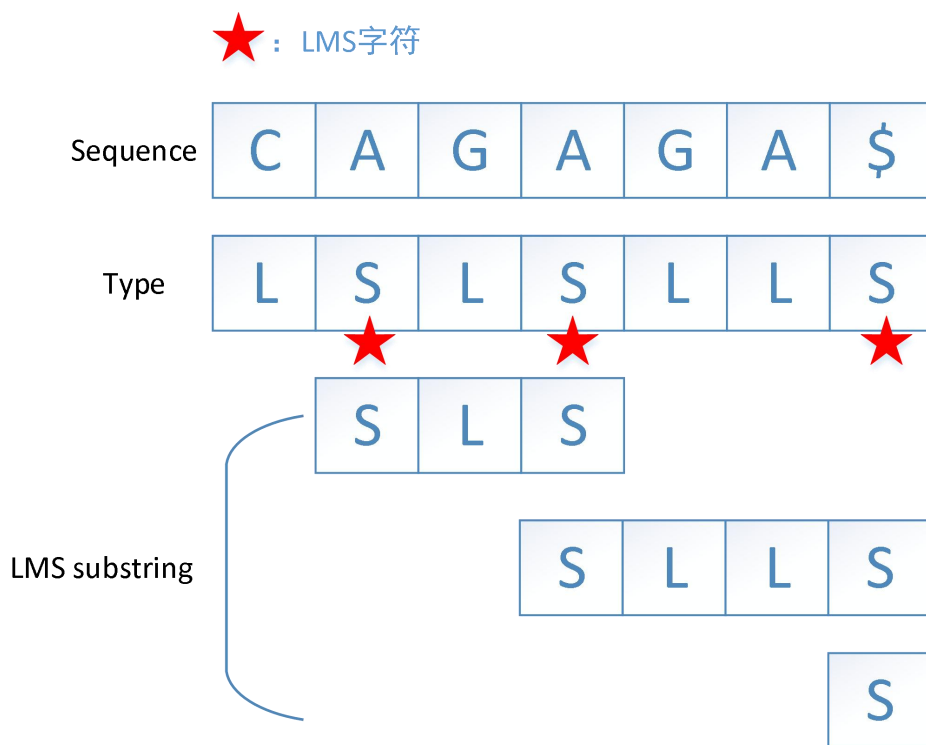 ：LMS字符
Sequence C A G A G A $
Type L S L S L L S
S L S
LMS substring S L L S
S